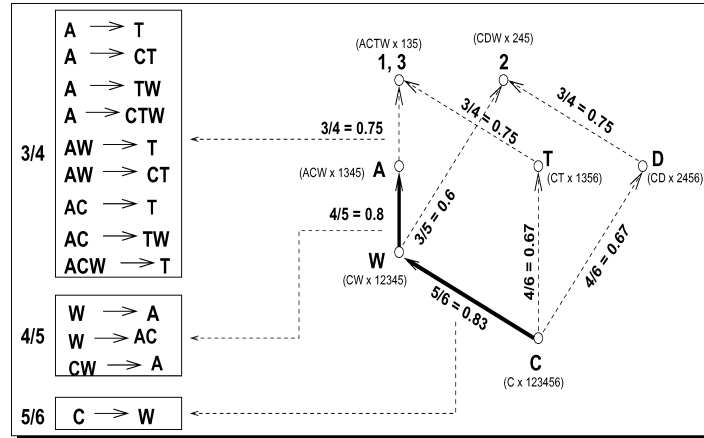 3/4
A → T
A → CT
A → TW
A → CTW
AW → T
AW → CT
AC → T
AC → TW
ACW → T
4/5
W → A
W → AC
CW → A
5/6
C → W
(ACTW x 135)
1, 3
(CDW x 245)
2
3/4 = 0.75
3/4 = 0.75
3/4 = 0.75
(ACW x 1345) A
T
(CT x 1356)
D
(CD x 2456)
4/5 = 0.8
3/5 = 0.6
4/6 = 0.67
4/6 = 0.67
W
(CW x 12345)
5/6 = 0.83
C
(C x 123456)